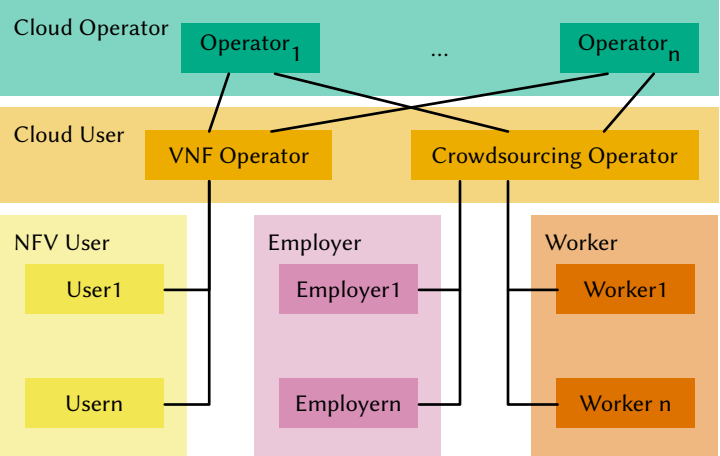 Cloud Operator
Operator1
...
Operatorn
Cloud User
VNF Operator
Crowdsourcing Operator
NFV User
Employer
Worker
User1
Employer1
Worker1
Usern
Employern
Worker n